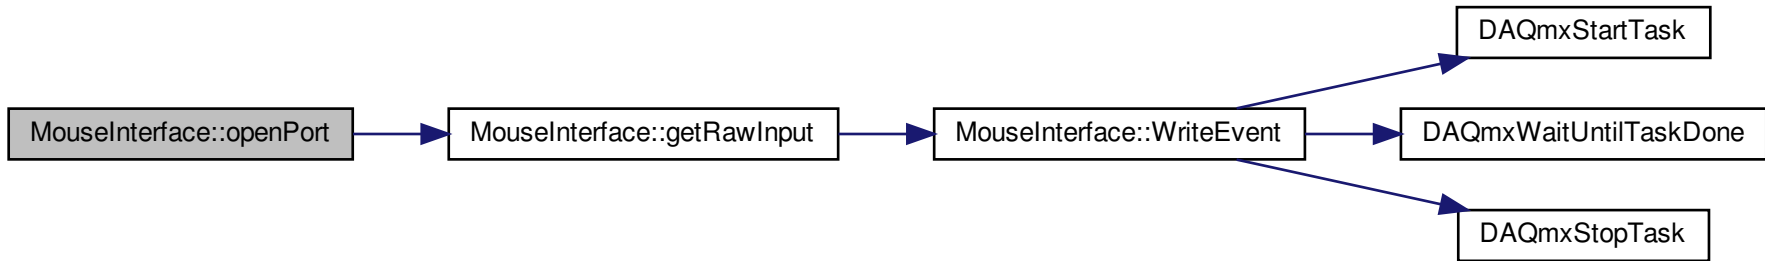 DAQmxStartTask
MouseInterface::openPort
MouseInterface::getRawInput
MouseInterface::WriteEvent
DAQmxWaitUntilTaskDone
DAQmxStopTask